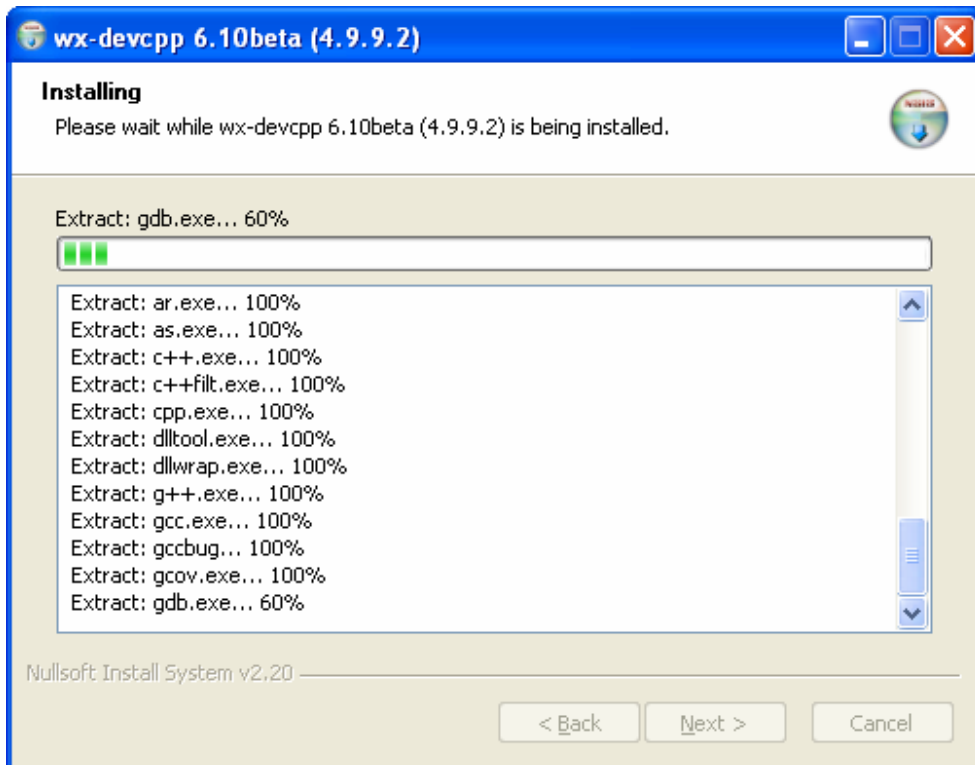 wx-devcpp 6.10beta (4.9.9.2)
Installing
Please wait while wx-devcpp 6.10beta (4.9.9.2) is being installed.
Extract: gdb.exe... 60%
Extract: ar.exe... 100%
Extract: as.exe... 100%
Extract: c++.exe... 100%
Extract: c++filt.exe... 100%
Extract: cpp.exe... 100%
Extract: dlltool.exe... 100%
Extract: dllwrap.exe... 100%
Extract: g++.exe... 100%
Extract: gcc.exe... 100%
Extract: gccbug... 100%
Extract: gcov.exe... 100%
Extract: gdb.exe... 60%
Nullsoft Install System v2.20
< Back
Next >
Cancel